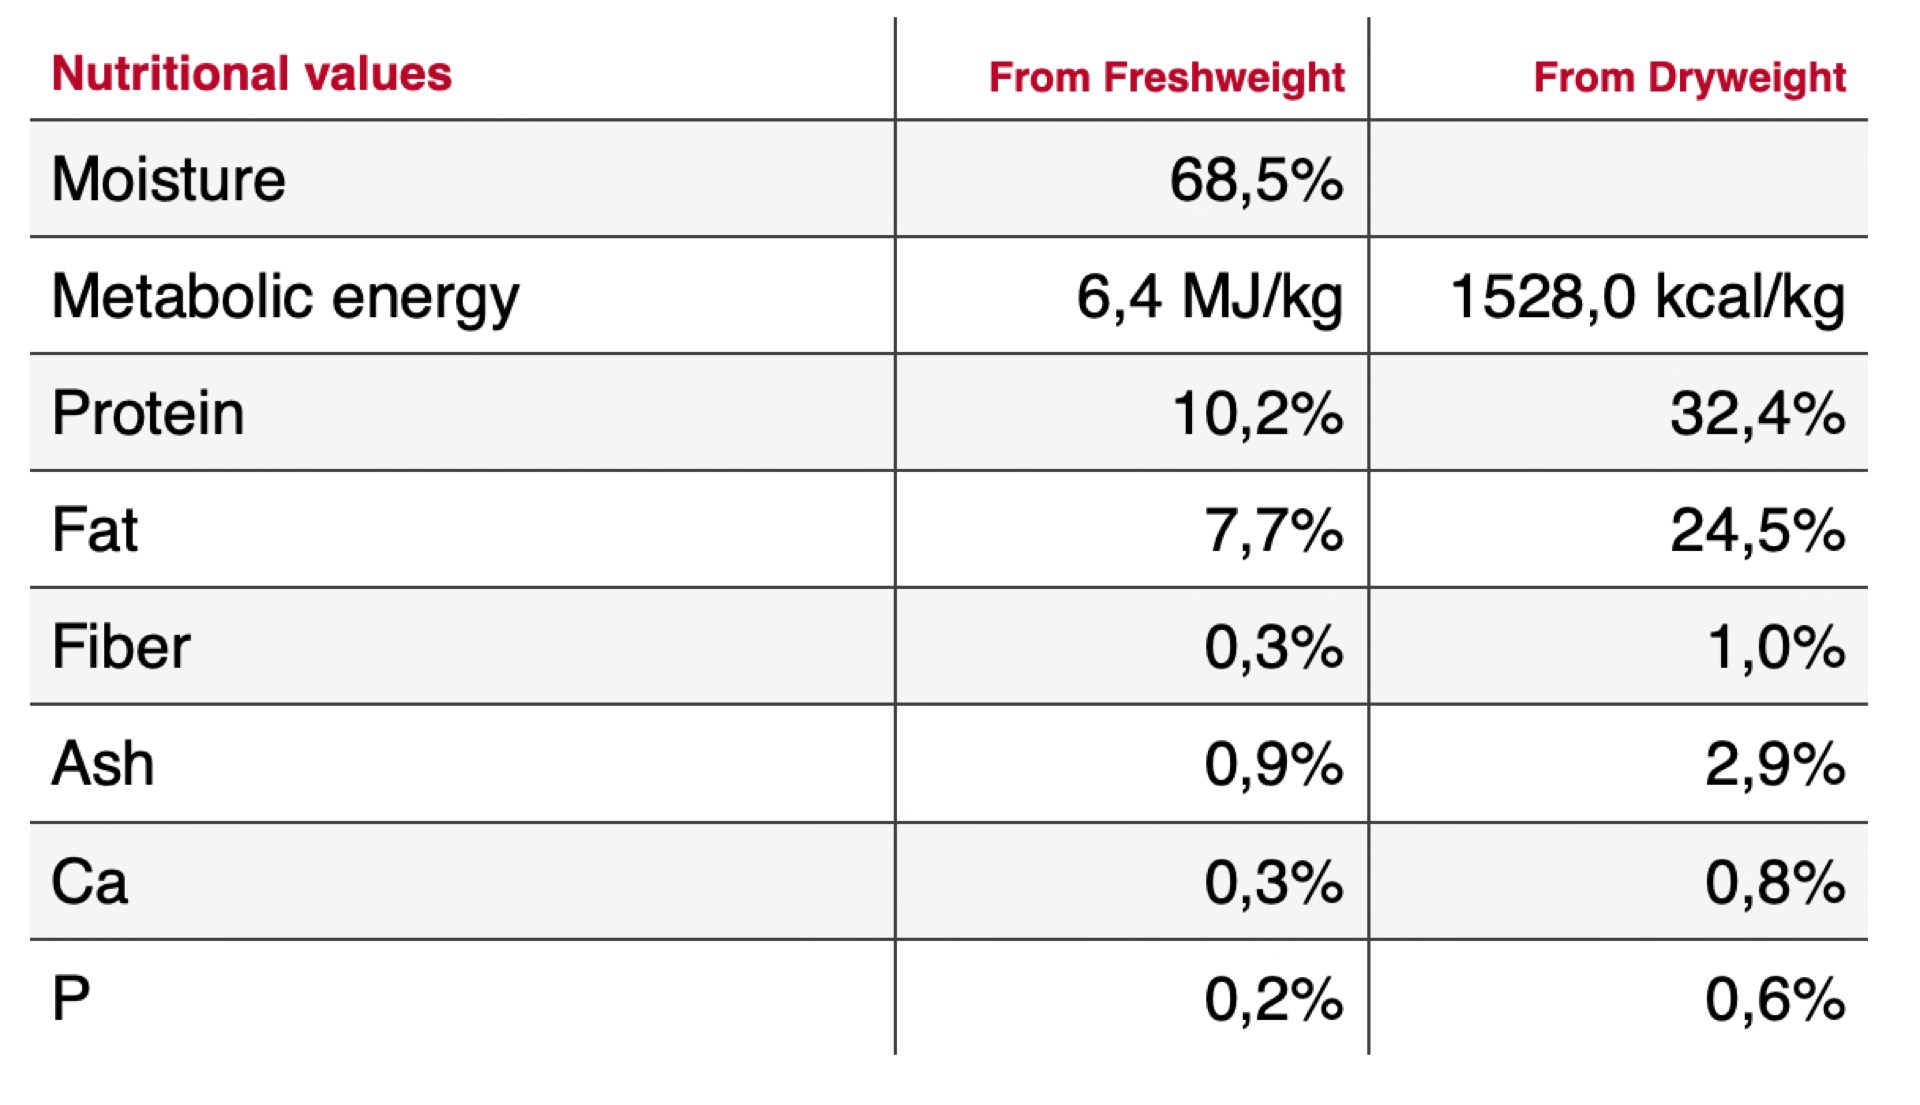 Nutritional values From Freshweight From Dryweight
Moisture 68,5%
Metabolic energy 6,4 MJ/kg 1528,0 kcal/kg
Protein 10,2% 32,4%
Fat 7,7% 24,5%
Fiber 0,3% 1,0%
Ash 0,9% 2,9%
Ca 0,3% 0,8%
P 0,2% 0,6%